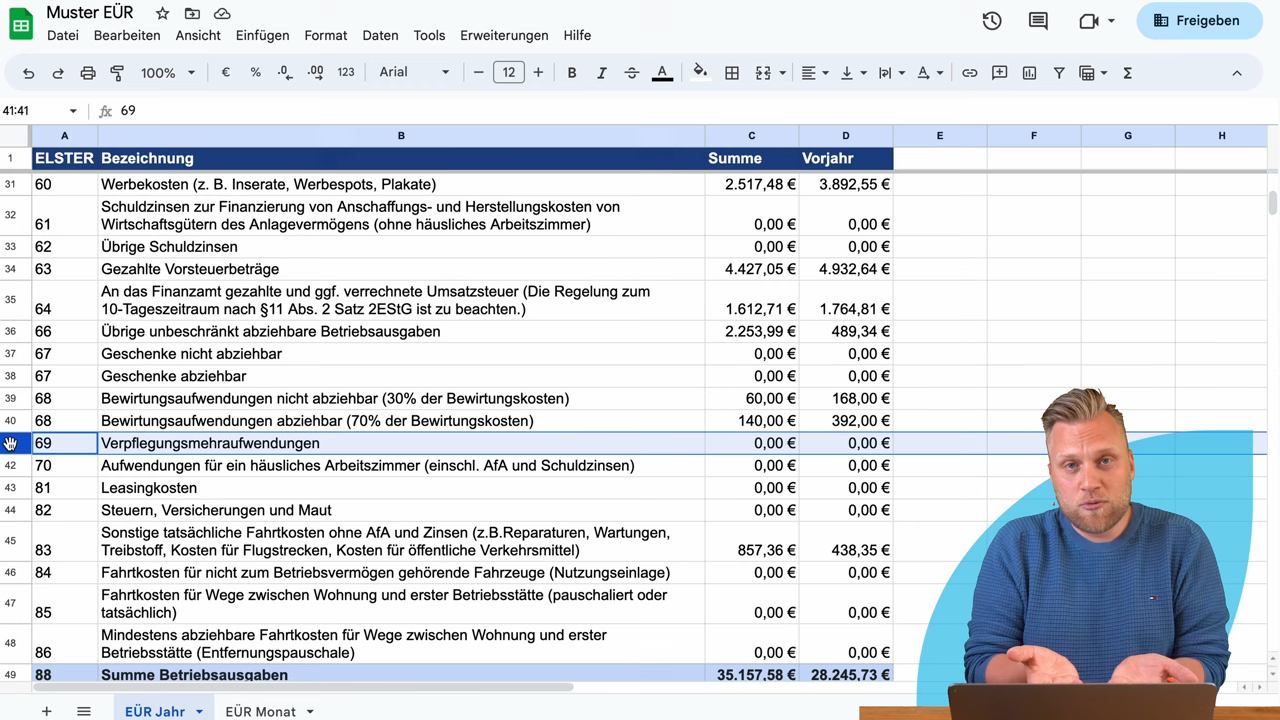 Muster EÜR
Datei Bearbeiten Ansicht Einfügen Format Daten Tools Erweiterungen Hilfe
Freigeben
100% € % .0 .00 123 Arial 12 B I A Σ
41:41 fx 69
A B C D E F G H
1 ELSTER Bezeichnung Summe Vorjahr
31 60 Werbekosten (z. B. Inserate, Werbespots, Plakate) 2.517,48 € 3.892,55 €
Schuldzinsen zur Finanzierung von Anschaffungs- und Herstellungskosten von
32 61 Wirtschaftsgütern des Anlagevermögens (ohne häusliches Arbeitszimmer) 0,00 € 0,00 €
33 62 Übrige Schuldzinsen 0,00 € 0,00 €
34 63 Gezahlte Vorsteuerbeträge 4.427,05 € 4.932,64 €
An das Finanzamt gezahlte und ggf. verrechnete Umsatzsteuer (Die Regelung zum
35 64 10-Tageszeitraum nach §11 Abs. 2 Satz 2EStG ist zu beachten.) 1.612,71 € 1.764,81 €
36 66 Übrige unbeschränkt abziehbare Betriebsausgaben 2.253,99 € 489,34 €
37 67 Geschenke nicht abziehbar 0,00 € 0,00 €
38 67 Geschenke abziehbar 0,00 € 0,00 €
39 68 Bewirtungsaufwendungen nicht abziehbar (30% der Bewirtungskosten) 60,00 € 168,00 €
40 68 Bewirtungsaufwendungen abziehbar (70% der Bewirtungskosten) 140,00 € 392,00 €
69 Verpflegungsmehraufwendungen 0,00 € 0,00 €
42 70 Aufwendungen für ein häusliches Arbeitszimmer (einschl. AfA und Schuldzinsen) 0,00 € 0,00 €
43 81 Leasingkosten 0,00 € 0,00 €
44 82 Steuern, Versicherungen und Maut 0,00 € 0,00 €
Sonstige tatsächliche Fahrtkosten ohne AfA und Zinsen (z.B.Reparaturen, Wartungen,
45 83 Treibstoff, Kosten für Flugstrecken, Kosten für öffentliche Verkehrsmittel) 857,36 € 438,35 €
46 84 Fahrtkosten für nicht zum Betriebsvermögen gehörende Fahrzeuge (Nutzungseinlage) 0,00 € 0,00 €
Fahrtkosten für Wege zwischen Wohnung und erster Betriebsstätte (pauschaliert oder
47 85 tatsächlich) 0,00 € 0,00 €
Mindestens abziehbare Fahrtkosten für Wege zwischen Wohnung und erster
48 86 Betriebsstätte (Entfernungspauschale) 0,00 € 0,00 €
49 88 Summe Betriebsausgaben 35.157,58 € 28.245,73 €
EÜR Jahr EÜR Monat